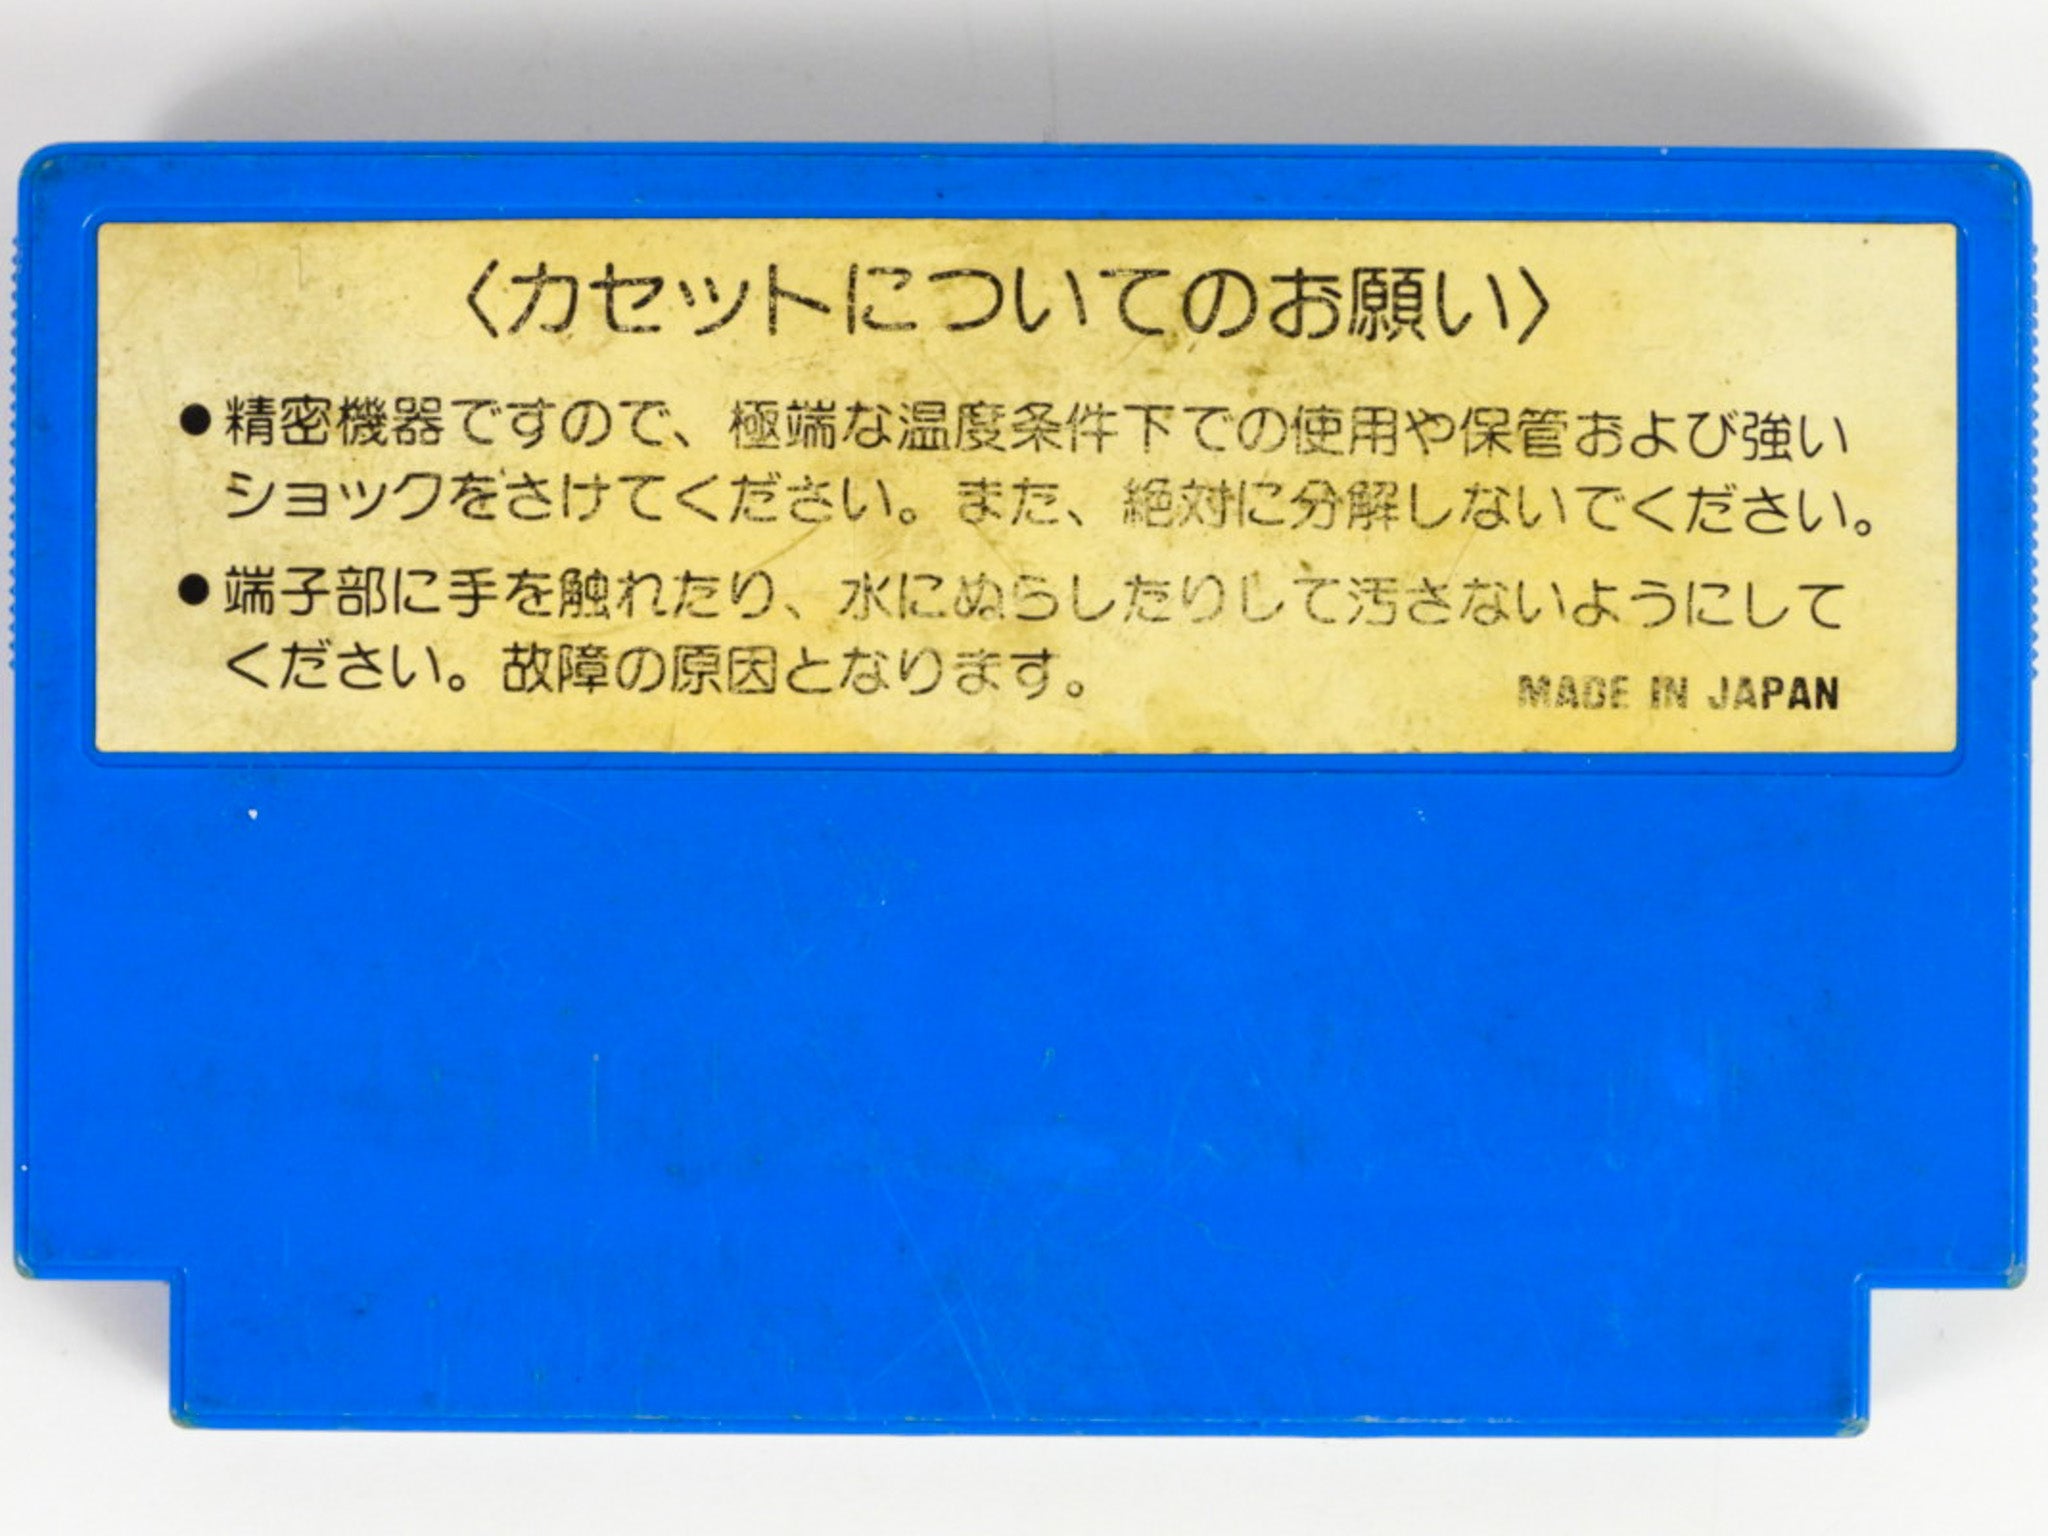 〈カセットについてのお願い〉
●精密機器ですので、極端な温度条件下での使用や保管および強い
ショックをさけてください。また、絶対に分解しないでください。
●端子部に手を触れたり、水にぬらしたりして汚さないようにして
ください。故障の原因となります。
MADE IN JAPAN